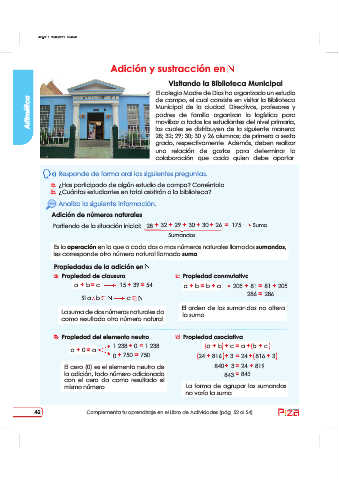 Adición y sustracción en N
Aritmética
Visitando la Biblioteca Municipal
El colegio Madre de Dios ha organizado un estudio
de campo, el cual consiste en visitar la Biblioteca
Municipal de la ciudad. Directivos, profesores y
padres de familia organizan la logística para
movilizar a todos los estudiantes del nivel primaria,
los cuales se distribuyen de la siguiente manera:
28; 32; 29; 30; 30 y 26 alumnos; de primero a sexto
grado, respectivamente. Además, deben realizar
una relación de gastos para determinar la
colaboración que cada quien debe aportar.
Responde de forma oral las siguientes preguntas.
a. ¿Has participado de algún estudio de campo? Coméntalo
b. ¿Cuántos estudiantes en total asistirán a la biblioteca?
Analiza la siguiente información.
Adición de números naturales
Partiendo de la situación inicial: 28 + 32 + 29 + 30 + 30 + 26 = 175 → Suma
Sumandos
Es la operación en la que a cada dos o más números naturales llamados sumandos,
les corresponde otro número natural llamado suma
Propiedades de la adición en N
a) Propiedad de clausura
a + b = c → 15 + 39 = 54
Si a ∧ b ∈ N → c ∈ N
La suma de dos números naturales da
como resultado otro número natural
c) Propiedad conmutativa
a + b = b + a → 205 + 81 = 81 + 205
286 = 286
El orden de los sumandos no altera
la suma
b) Propiedad del elemento neutro
a + 0 = a
1 238 + 0 = 1 238
0 + 750 = 750
El cero (0) es el elemento neutro de
la adición, todo número adicionado
con el cero da como resultado el
mismo número
d) Propiedad asociativa
(a + b) + c = a + (b + c)
(24 + 816) + 3 = 24 + (816 + 3)
840 + 3 = 24 + 819
843 = 843
La forma de agrupar los sumandos
no varía la suma
Complementa tu aprendizaje en el Libro de Actividades (pág. 52 al 54)